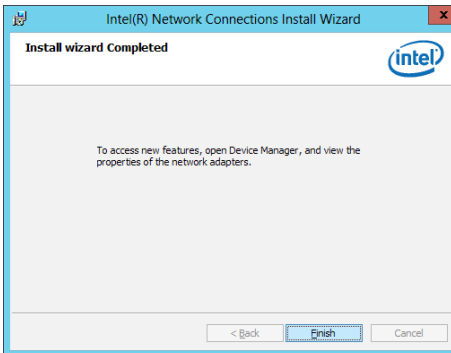 Intel(R) Network Connections Install Wizard
x
Install wizard Completed
intel
To access new features, open Device Manager, and view the
properties of the network adapters.
< Back
Finish
Cancel